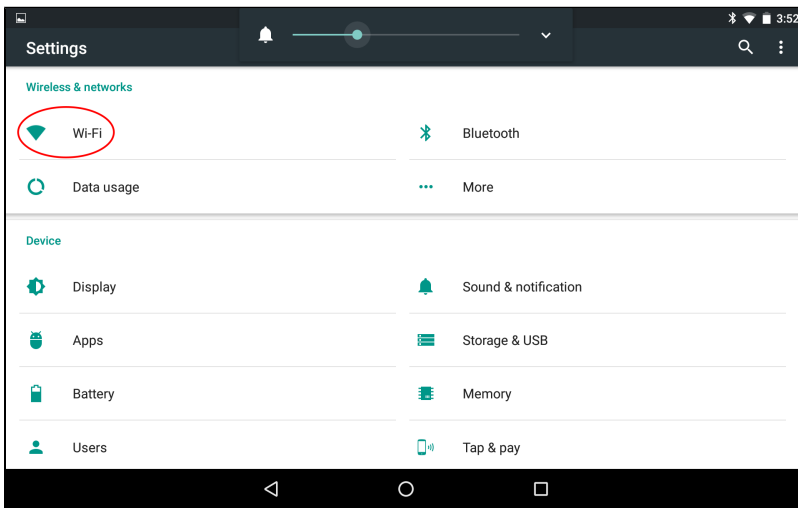 3:52
Settings
Wireless & networks
Wi-Fi
Bluetooth
Data usage
More
Device
Display
Sound & notification
Apps
Storage & USB
Battery
Memory
Users
Tap & pay